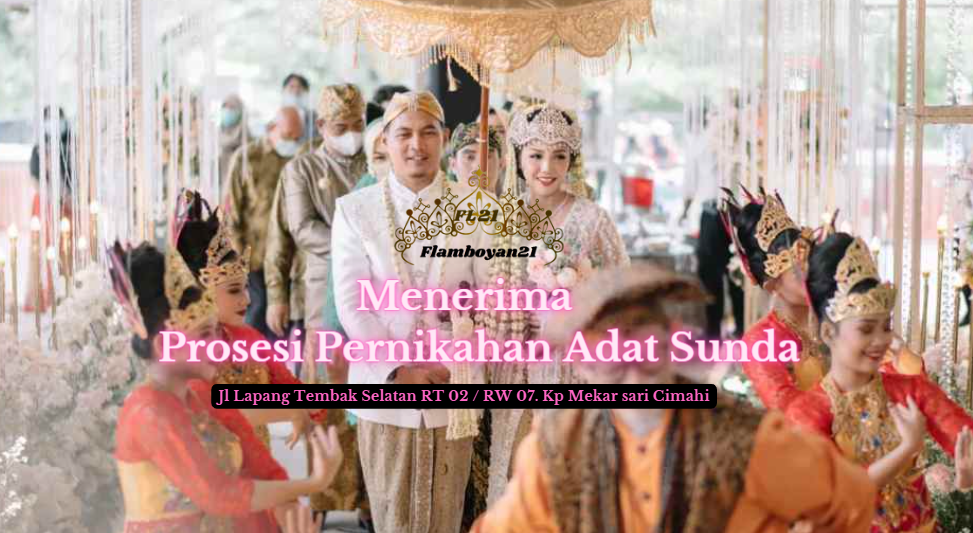 FL21
Flamboyan21
Menerima
Prosesi Pernikahan Adat Sunda
Jl Lapang Tembak Selatan RT 02 / RW 07. Kp Mekar sari Cimahi